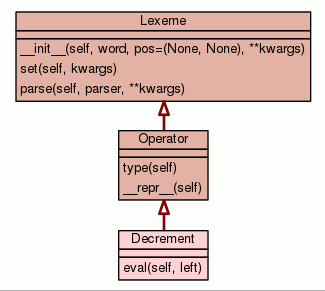 Lexeme
__init__(self, word, pos=(None, None), **kwargs)
set(self, kwargs)
parse(self, parser, **kwargs)
Operator
type(self)
__repr__(self)
Decrement
eval(self, left)